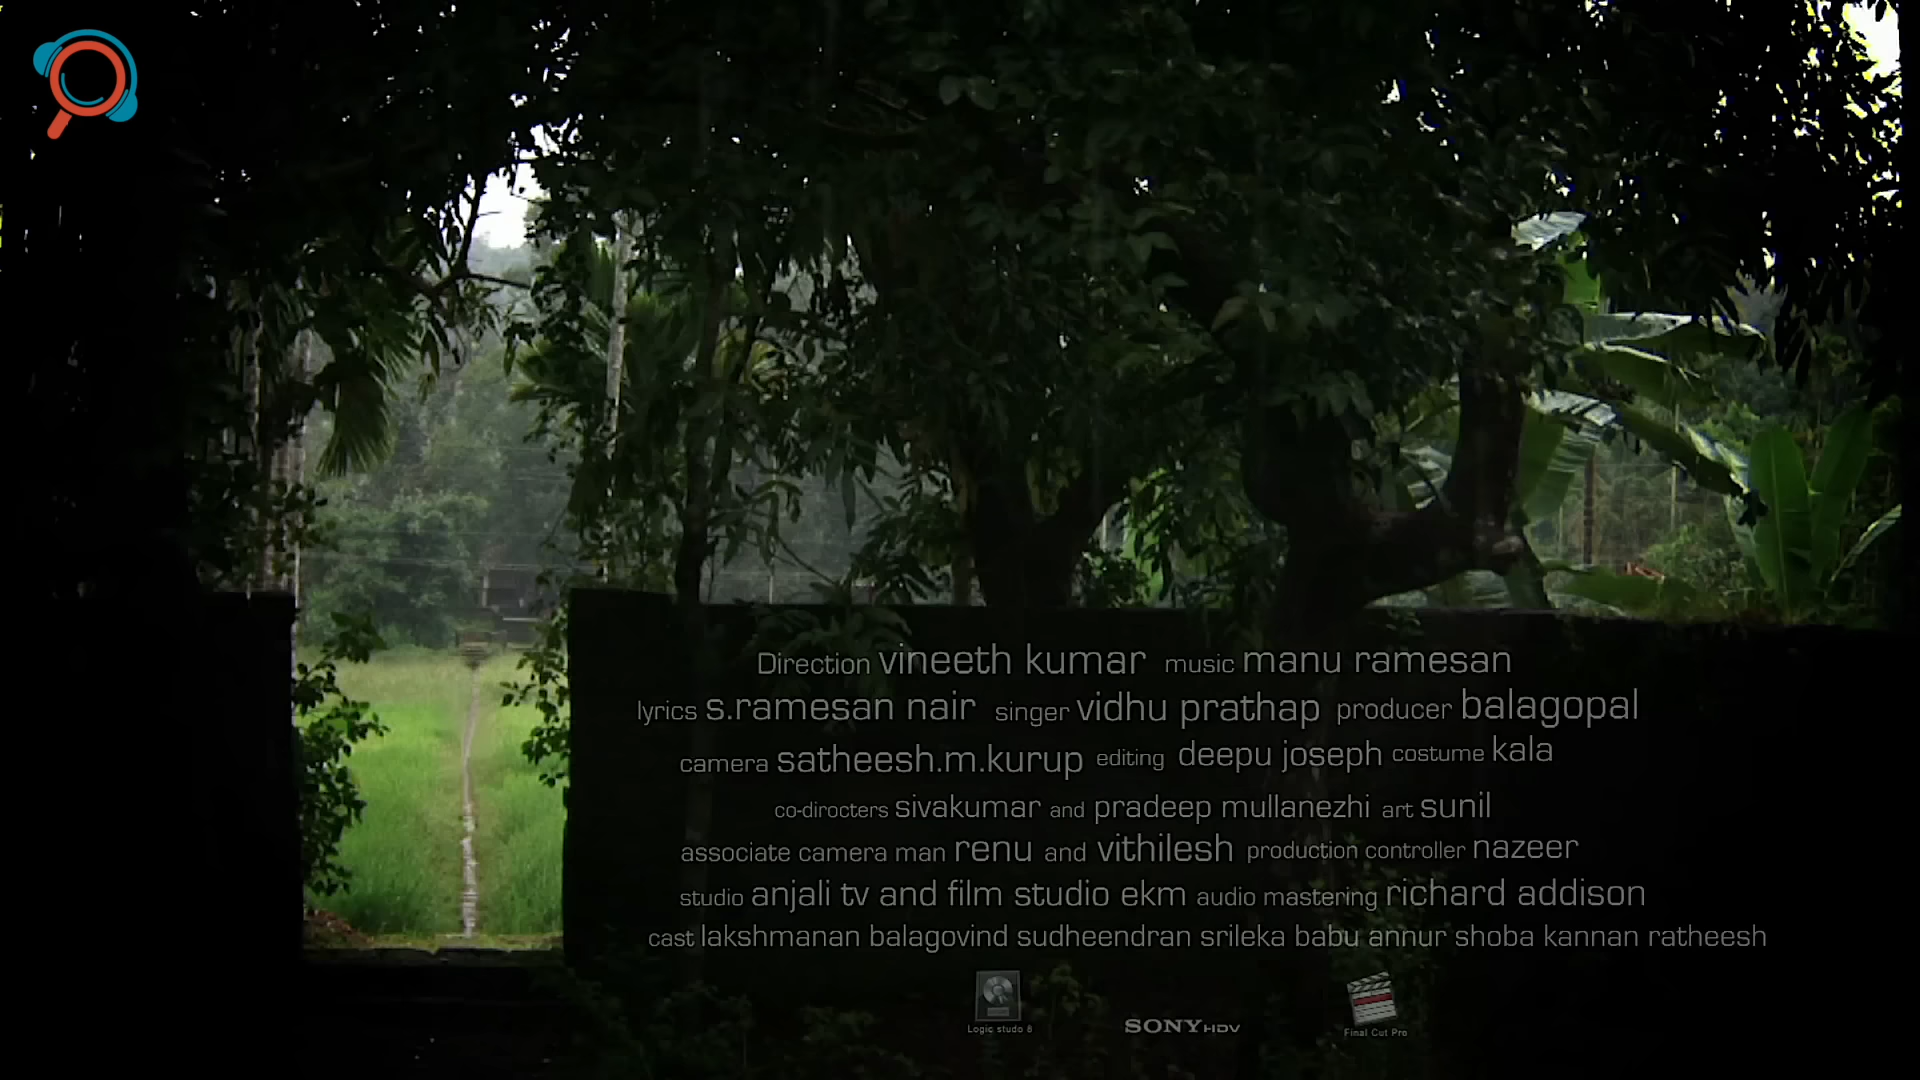 Direction vineeth kumar music manu ramesan
lyrics s.ramesan nair singer vidhu prathap producer balagopal
camera satheesh.m.kurup editing deepu joseph costume kala
co-dirocters sivakumar and pradeep mullanezhi art sunil
associate camera man renu and vithilesh production controller nazeer
studio anjali tv and film studio ekm audio mastering richard addison
cast lakshmanan balagovind sudheendran srileka babu annur shoba kannan ratheesh
Logic studo 8 SONY HDV Final Cut Pro